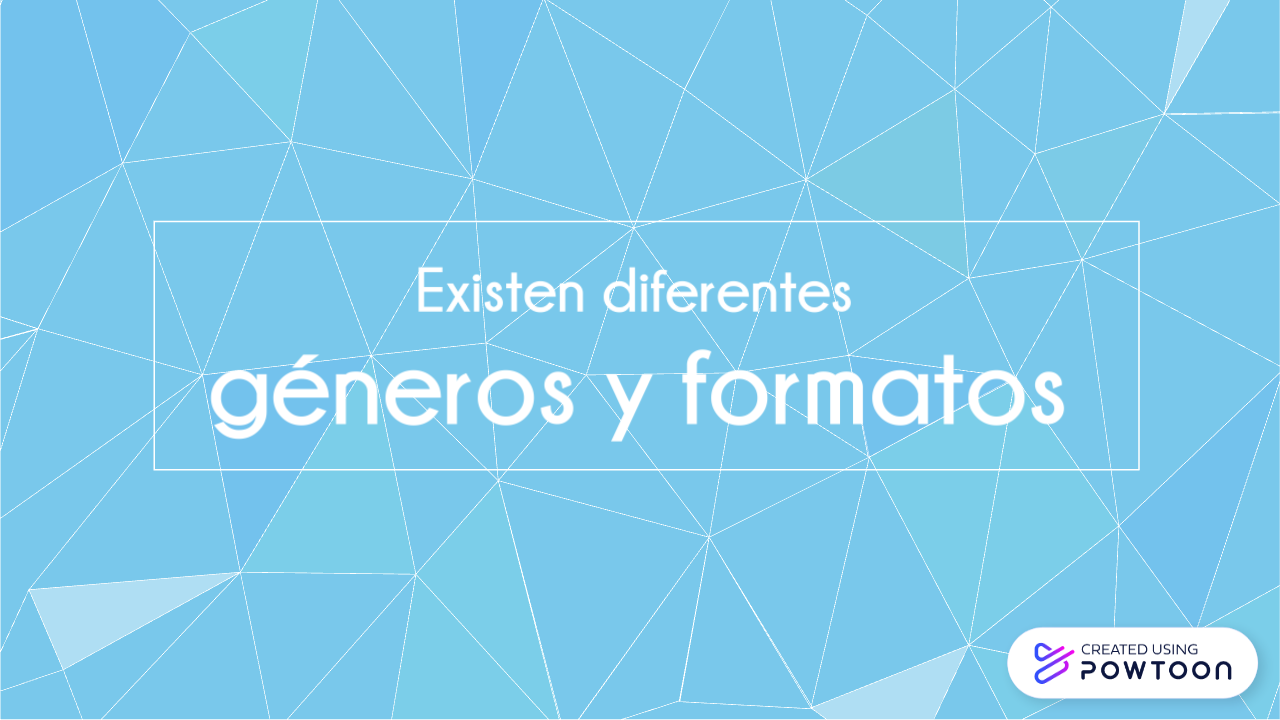 Existen diferentes
géneros y formatos
CREATED USING
POWTOON